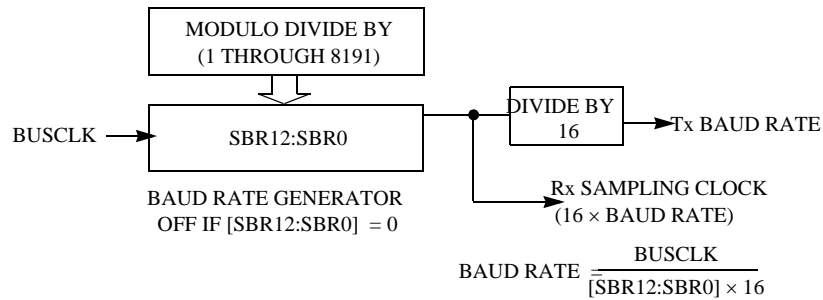 MODULO DIVIDE BY
(1 THROUGH 8191)
BUSCLK
SBR12:SBR0
DIVIDE BY
16
Tx BAUD RATE
BAUD RATE GENERATOR
OFF IF [SBR12:SBR0] = 0
Rx SAMPLING CLOCK
(16 × BAUD RATE)
BAUD RATE =
BUSCLK
[SBR12:SBR0] × 16